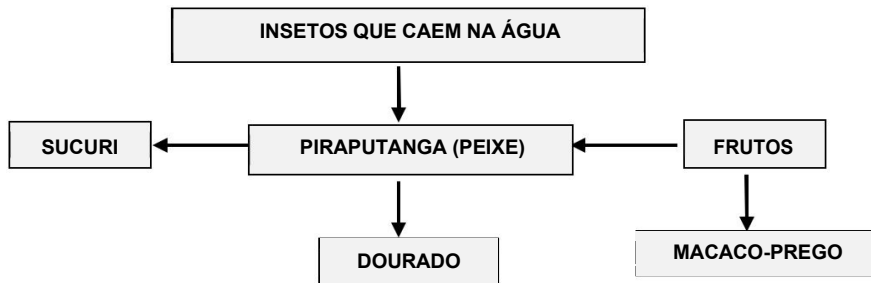 INSETOS QUE CAEM NA ÁGUA
SUCURI
PIRAPUTANGA (PEIXE)
FRUTOS
DOURADO
MACACO-PREGO